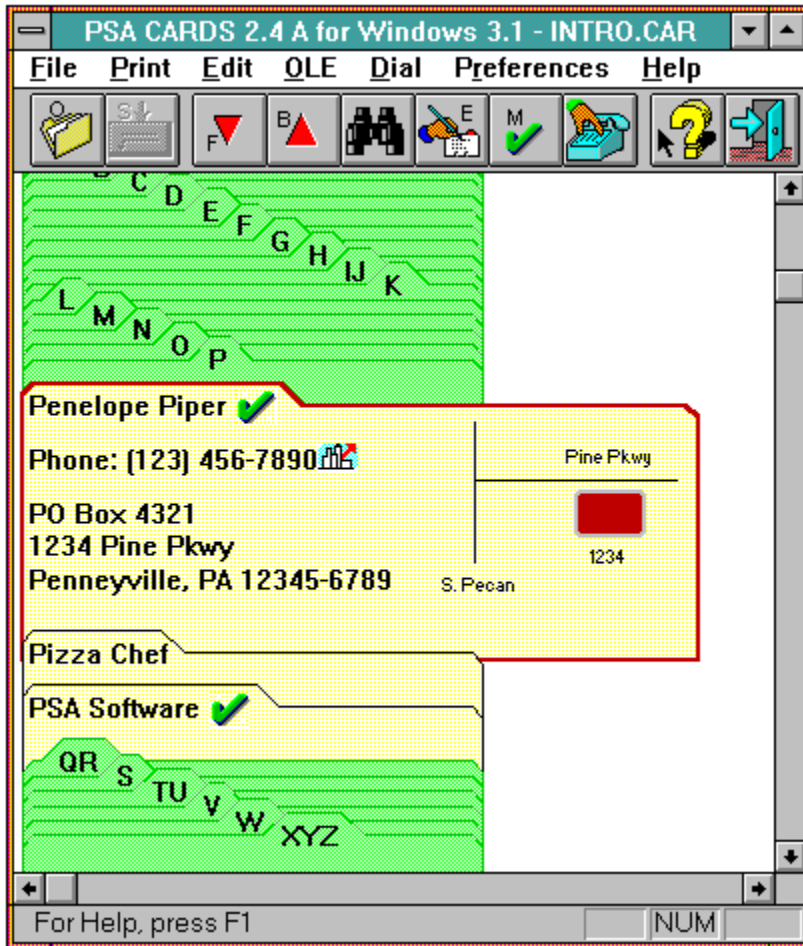 PSA CARDS 2.4 A for Windows 3.1 - INTRO.CAR
File Print Edit OLE Dial Preferences Help
O S F B E M
C
D
E
F
G
H
IJ
K
L
M
N
O
P
Penelope Piper
Phone: (123) 456-7890
Pine Pkwy
PO Box 4321
1234 Pine Pkwy
1234
Penneyville, PA 12345-6789
S. Pecan
Pizza Chef
PSA Software
QR
S
TU
V
W
XYZ
For Help, press F1
NUM